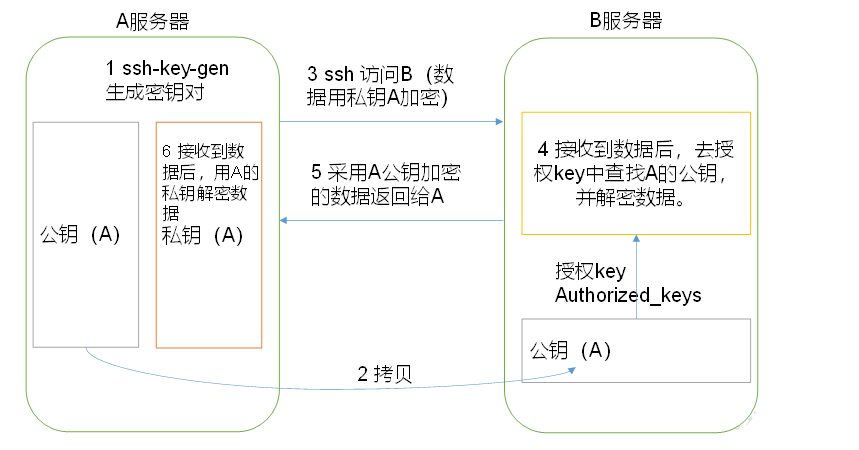 A服务器
B服务器
1 ssh-key-gen
生成密钥对
3 ssh 访问B（数
据用私钥A加密）
6 接收到数
据后，用A的
私钥解密数
据
私钥（A）
公钥（A）
5 采用A公钥加密
的数据返回给A
4 接收到数据后，去授
权key中查找A的公钥，
并解密数据。
授权key
Authorized_keys
公钥（A）
2 拷贝